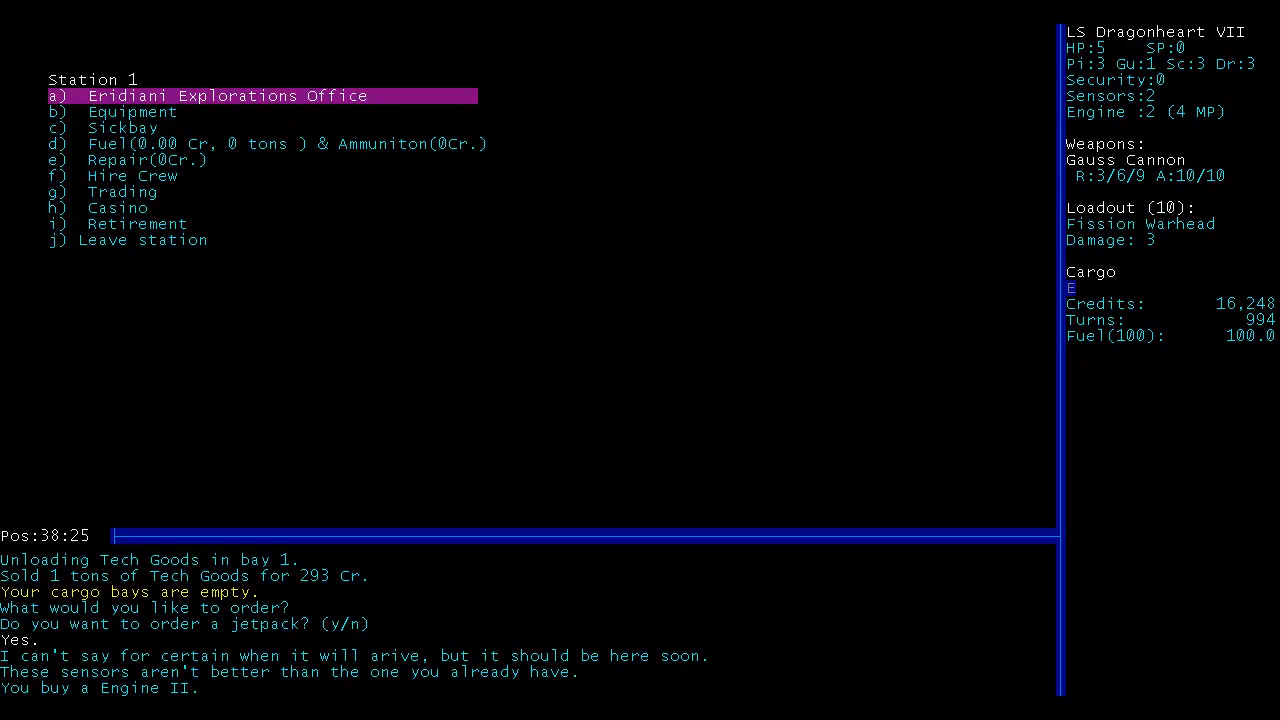 Station 1
a) Eridiani Explorations Office
b) Equipment
c) Sickbay
d) Fuel(0.00 Cr, 0 tons ) & Ammuniton(0Cr.)
e) Repair(0Cr.)
f) Hire Crew
g) Trading
h) Casino
i) Retirement
j) Leave station
LS Dragonheart VII
HP:5 SP:0
Pi:3 Gu:1 Sc:3 Dr:3
Security:0
Sensors:2
Engine :2 (4 MP)
Weapons:
Gauss Cannon
R:3/6/9 A:10/10
Loadout (10):
Fission Warhead
Damage: 3
Cargo
E
Credits: 16,248
Turns: 994
Fuel(100): 100.0
Pos:38:25
Unloading Tech Goods in bay 1.
Sold 1 tons of Tech Goods for 293 Cr.
Your cargo bays are empty.
What would you like to order?
Do you want to order a jetpack? (y/n)
Yes.
I can't say for certain when it will arive, but it should be here soon.
These sensors aren't better than the one you already have.
You buy a Engine II.